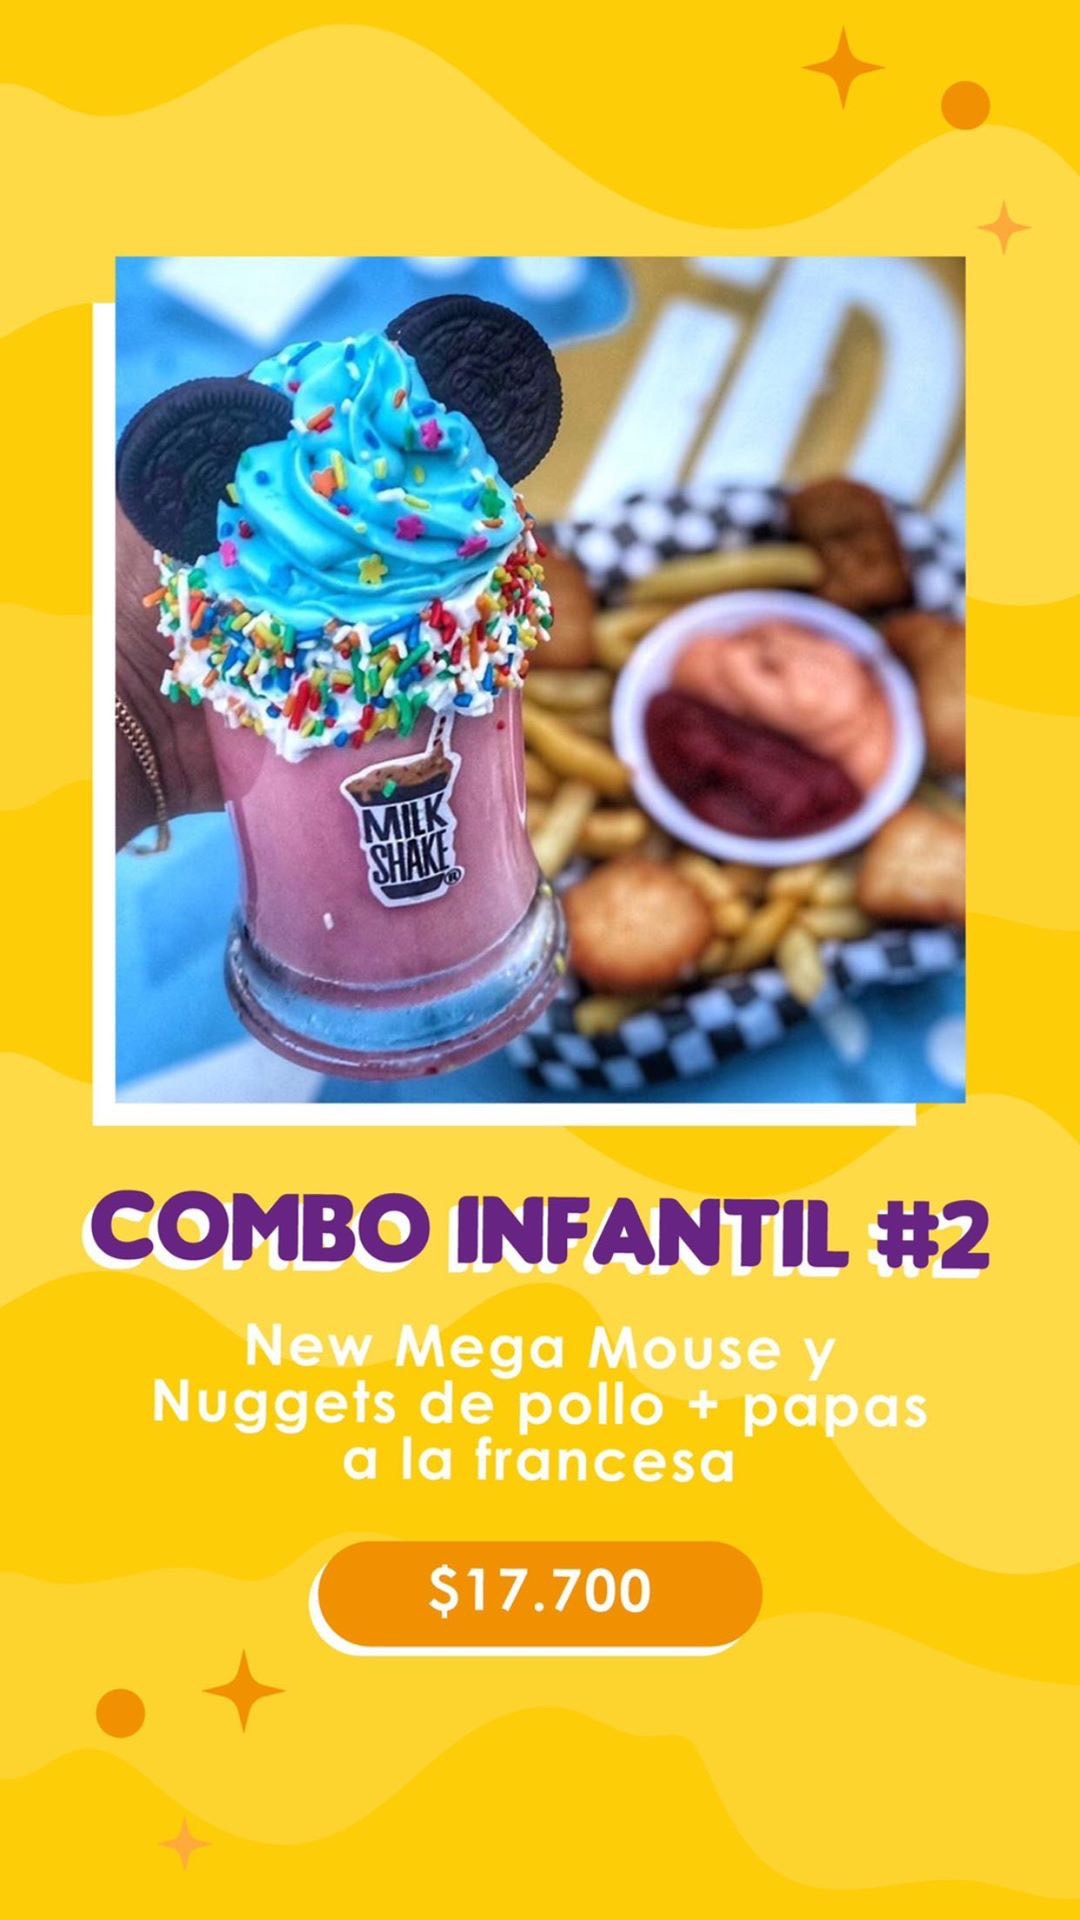 MILK
SHAKE®
COMBO INFANTIL #2
New Mega Mouse y
Nuggets de pollo + papas
a la francesa
$17.700